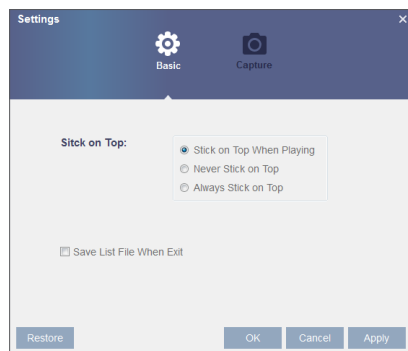 Settings
Basic
Capture
Sitck on Top:
Stick on Top When Playing
Never Stick on Top
Always Stick on Top
Save List File When Exit
Restore
OK
Cancel
Apply